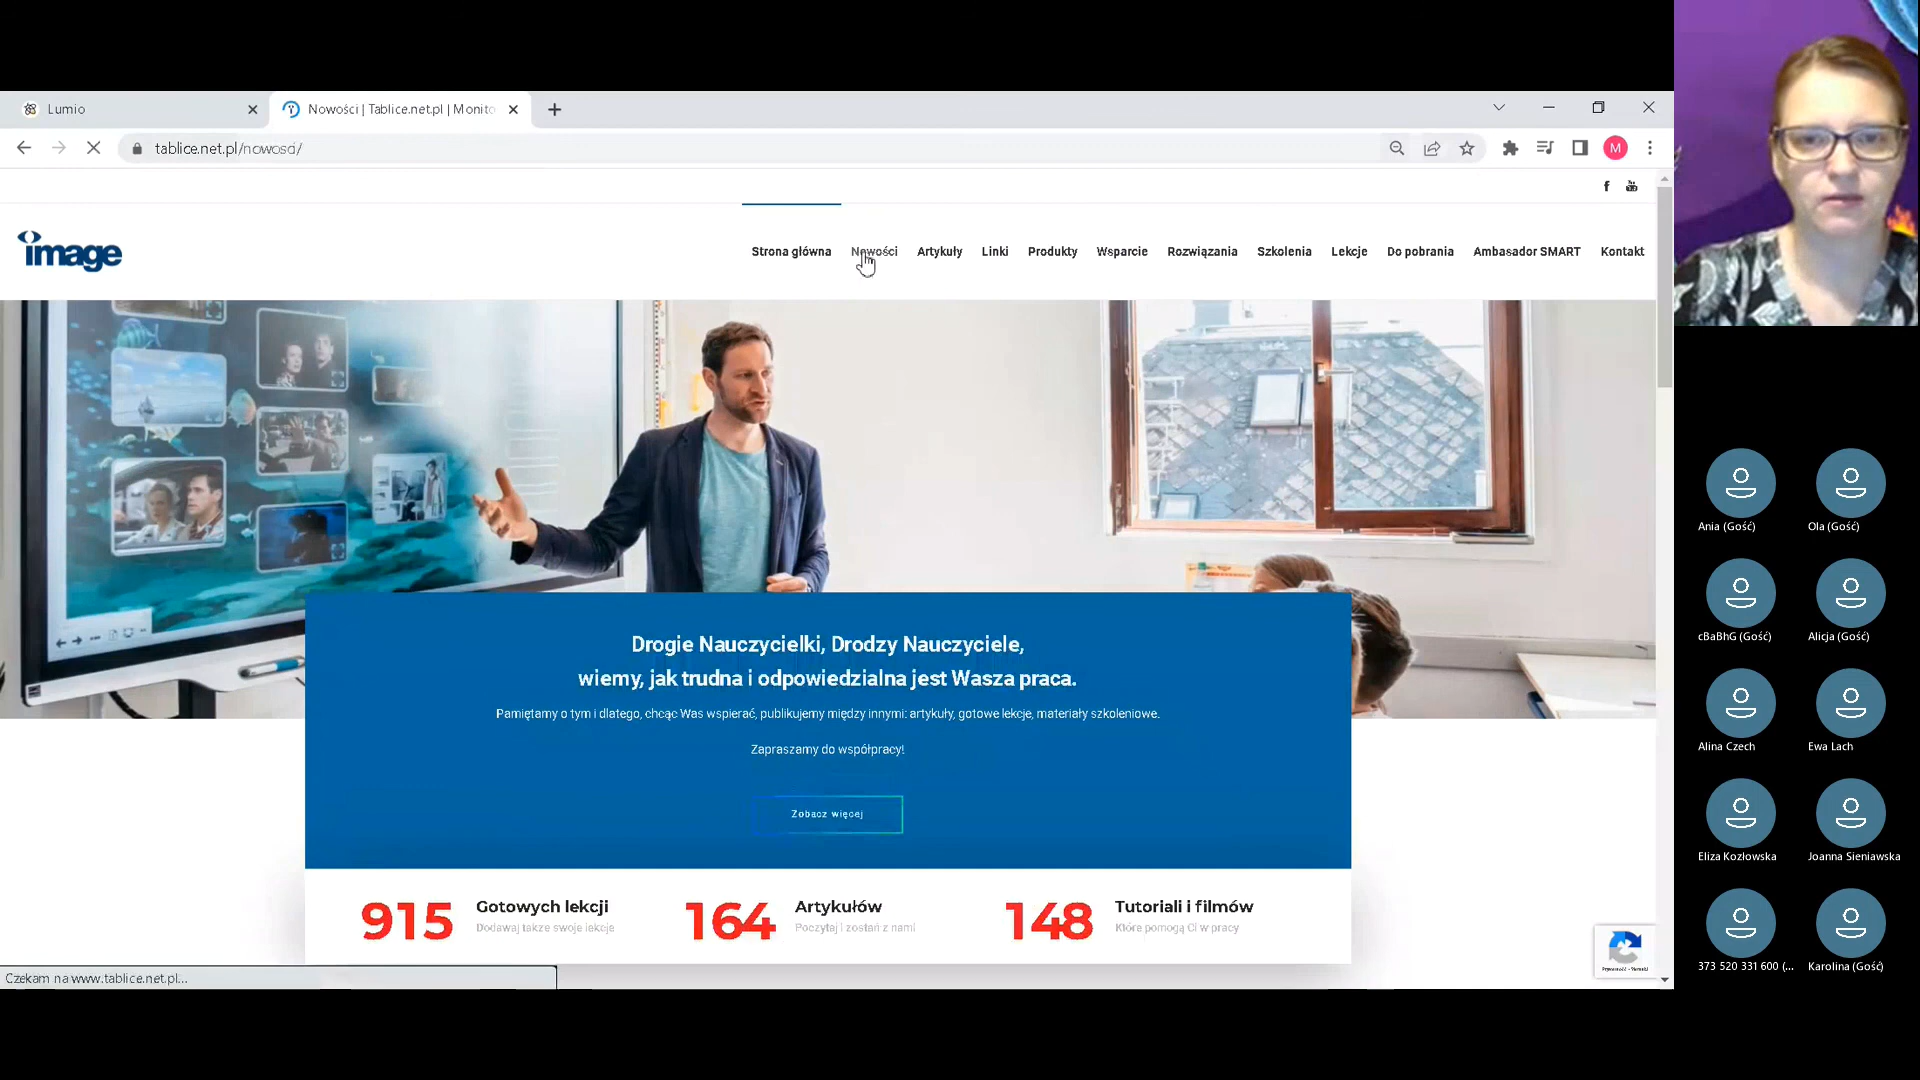 Lumio
Nowości | Tablice.net.pl | Monito
tablice.net.pl/nowosci/
M
image
Strona główna
Nowości
Artykuły
Linki
Produkty
Wsparcie
Rozwiązania
Szkolenia
Lekcje
Do pobrania
Ambasador SMART
Kontakt
Drogie Nauczycielki, Drodzy Nauczyciele,
wiemy, jak trudna i odpowiedzialna jest Wasza praca.
Pamiętamy o tym i dlatego, chcąc Was wspierać, publikujemy między innymi: artykuły, gotowe lekcje, materiały szkoleniowe.
Zapraszamy do współpracy!
Zobacz więcej
915
Gotowych lekcji
Dodawaj także swoje lekcje
164
Artykułów
Poczytaj i zostań z nami
148
Tutoriali i filmów
Które pomogą Ci w pracy
Czekam na www.tablice.net.pl...
Ania (Gość)
Ola (Gość)
cBaBhG (Gość)
Alicja (Gość)
Alina Czech
Ewa Lach
Eliza Kozłowska
Joanna Sieniawska
373 520 331 600 (...
Karolina (Gość)